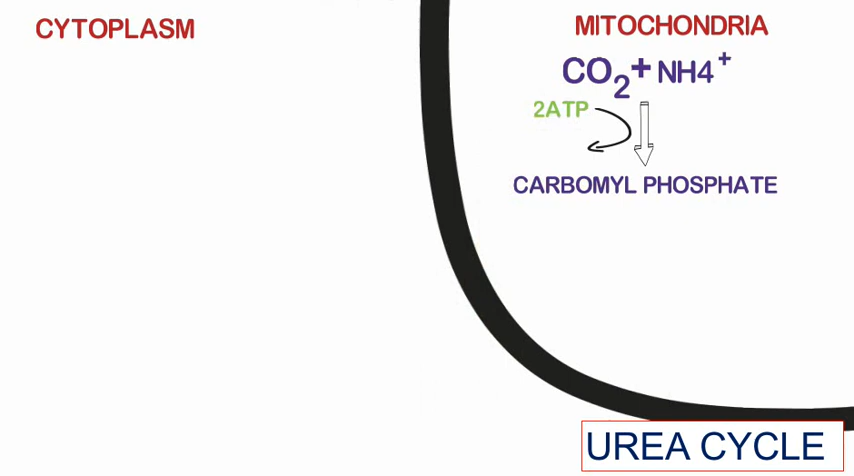 CYTOPLASM
MITOCHONDRIA
CO₂+ NH4⁺
2ATP
CARBOMYL PHOSPHATE
UREA CYCLE